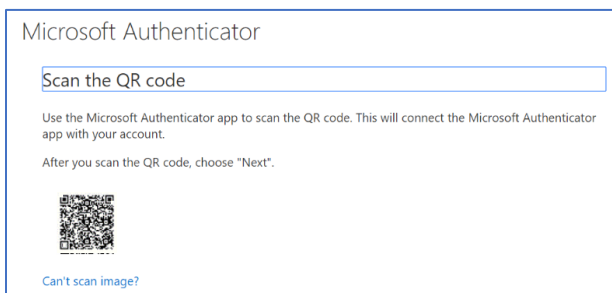 Microsoft Authenticator
Scan the QR code
Use the Microsoft Authenticator app to scan the QR code. This will connect the Microsoft Authenticator
app with your account.
After you scan the QR code, choose "Next".
Can't scan image?